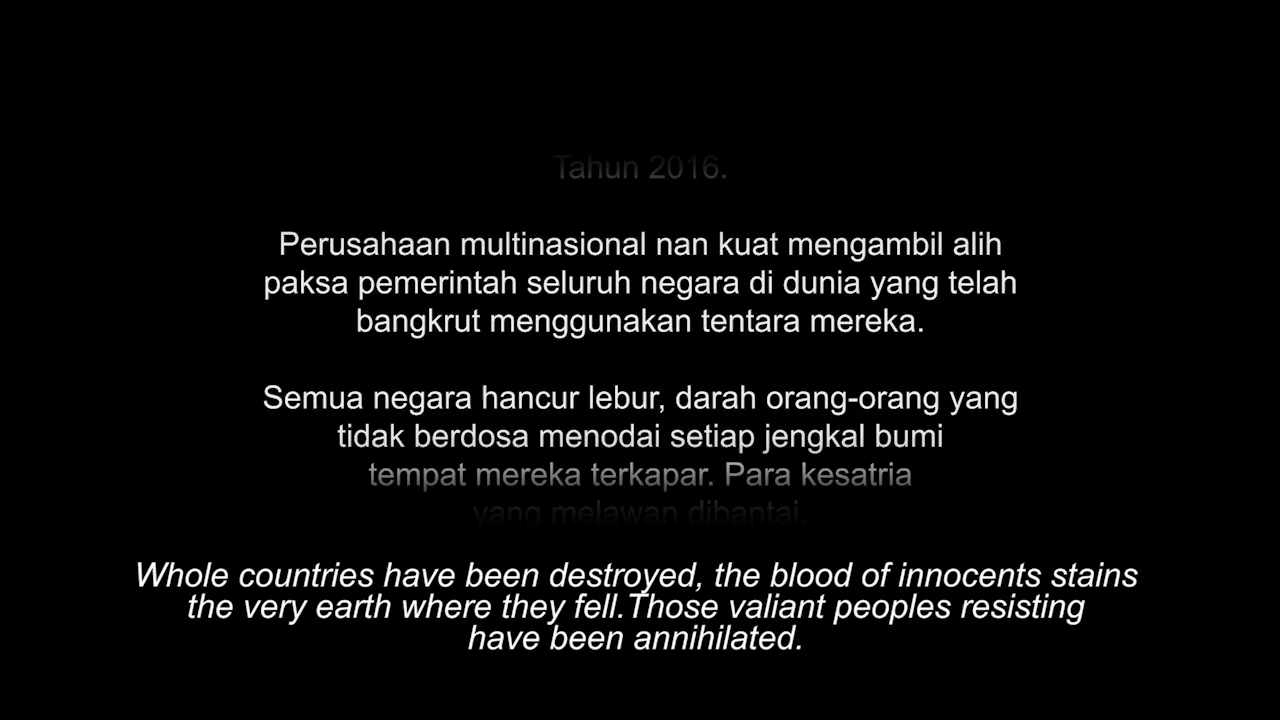 Tahun 2016.
Perusahaan multinasional nan kuat mengambil alih
paksa pemerintah seluruh negara di dunia yang telah
bangkrut menggunakan tentara mereka.
Semua negara hancur lebur, darah orang-orang yang
tidak berdosa menodai setiap jengkal bumi
tempat mereka terkapar. Para kesatria
yang melawan dibantai.
Whole countries have been destroyed, the blood of innocents stains
the very earth where they fell.Those valiant peoples resisting
have been annihilated.